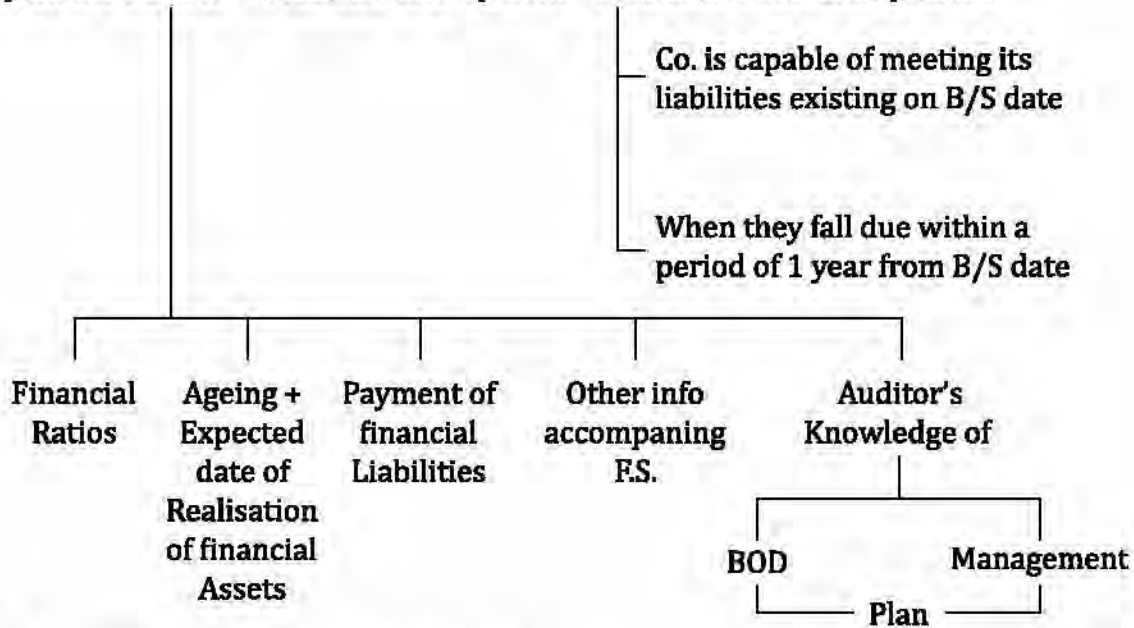 Co. is capable of meeting its
liabilities existing on B/S date
When they fall due within a
period of 1 year from B/S date
Financial
Ratios
Ageing +
Expected
date of
Realisation
of financial
Assets
Payment of
financial
Liabilities
Other info
accompaning
F.S.
Auditor's
Knowledge of
BOD
Management
Plan